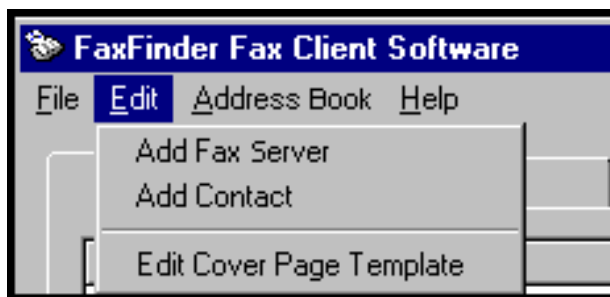 FaxFinder Fax Client Software
File Edit Address Book Help
Add Fax Server
Add Contact
Edit Cover Page Template